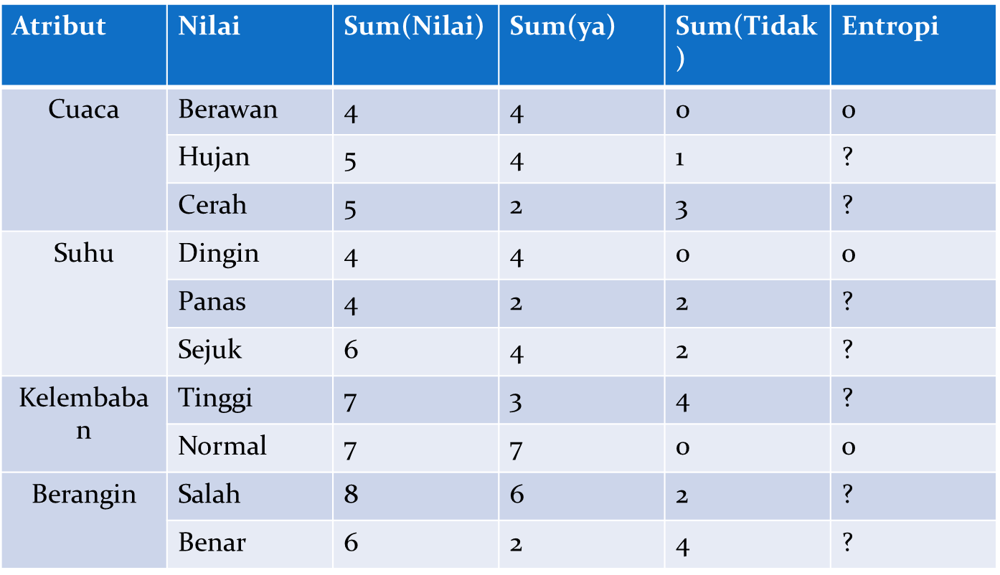 Atribut Nilai Sum(Nilai) Sum(ya) Sum(Tidak
) Entropi
Cuaca Berawan 4 4 0 0
Hujan 5 4 1 ?
Cerah 5 2 3 ?
Suhu Dingin 4 4 0 0
Panas 4 2 2 ?
Sejuk 6 4 2 ?
Kelembaba
n Tinggi 7 3 4 ?
Normal 7 7 0 0
Berangin Salah 8 6 2 ?
Benar 6 2 4 ?